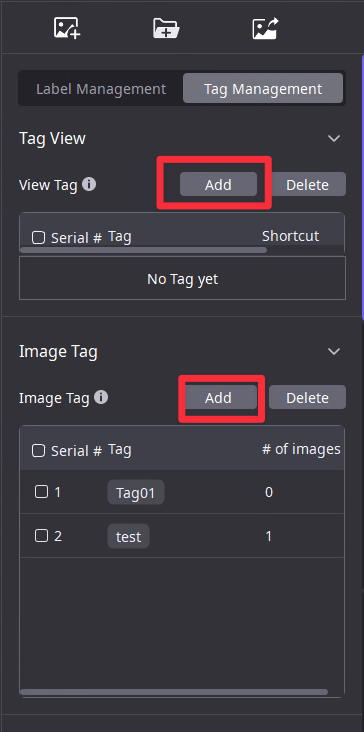 Label Management Tag Management
Tag View
View Tag Add Delete
Serial # Tag Shortcut
No Tag yet
Image Tag
Image Tag Add Delete
Serial # Tag # of images
1 Tag01 0
2 test 1